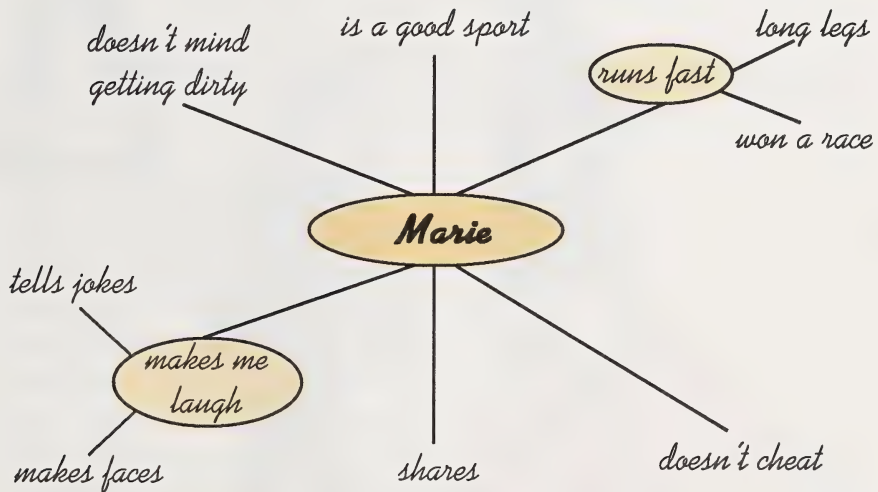 is a good sport
long legs
doesn't mind
getting dirty
runs fast
won a race
Marie
tells jokes
makes me
laugh
makes faces
shares
doesn't cheat